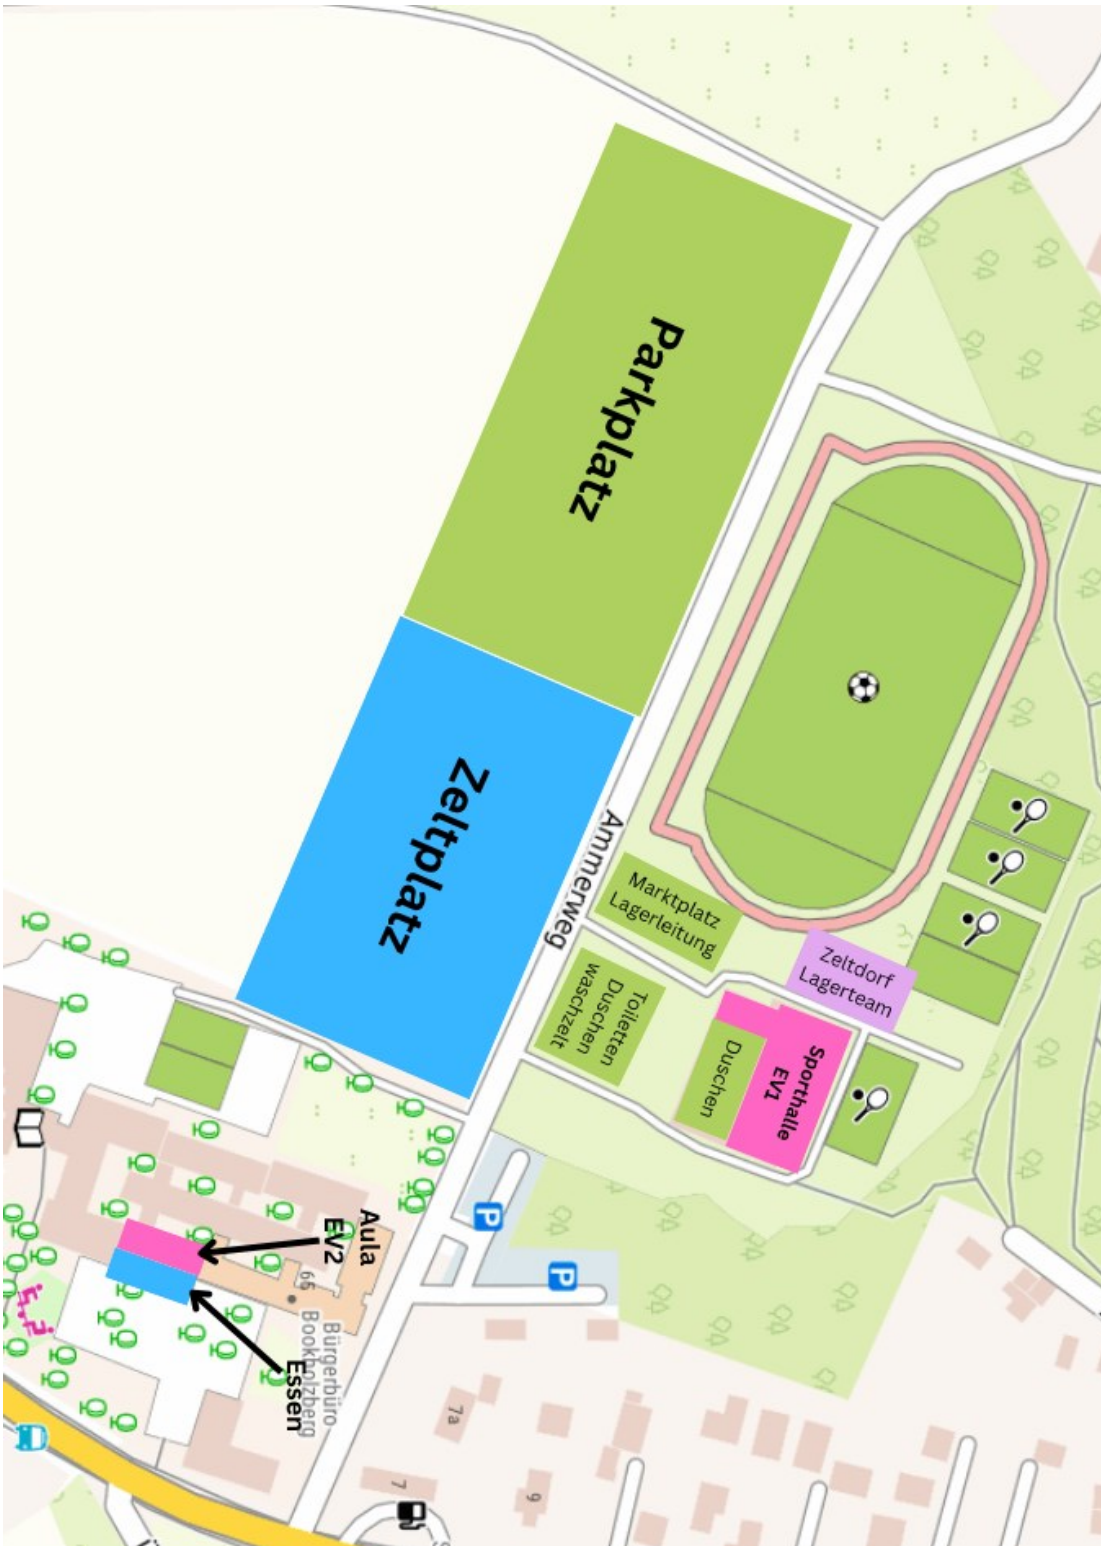 Parkplatz
Zeltplatz
Ammerweg
Marktplatz
Lagerleitung
Zeltdorf
Lagerteam
Toiletten
Duschen
waschzelt
Duschen
Sporthalle
EV1
P
P
Aula
EV2
65
Bürgerbüro
Bookholzberg
Essen
7a
7
9